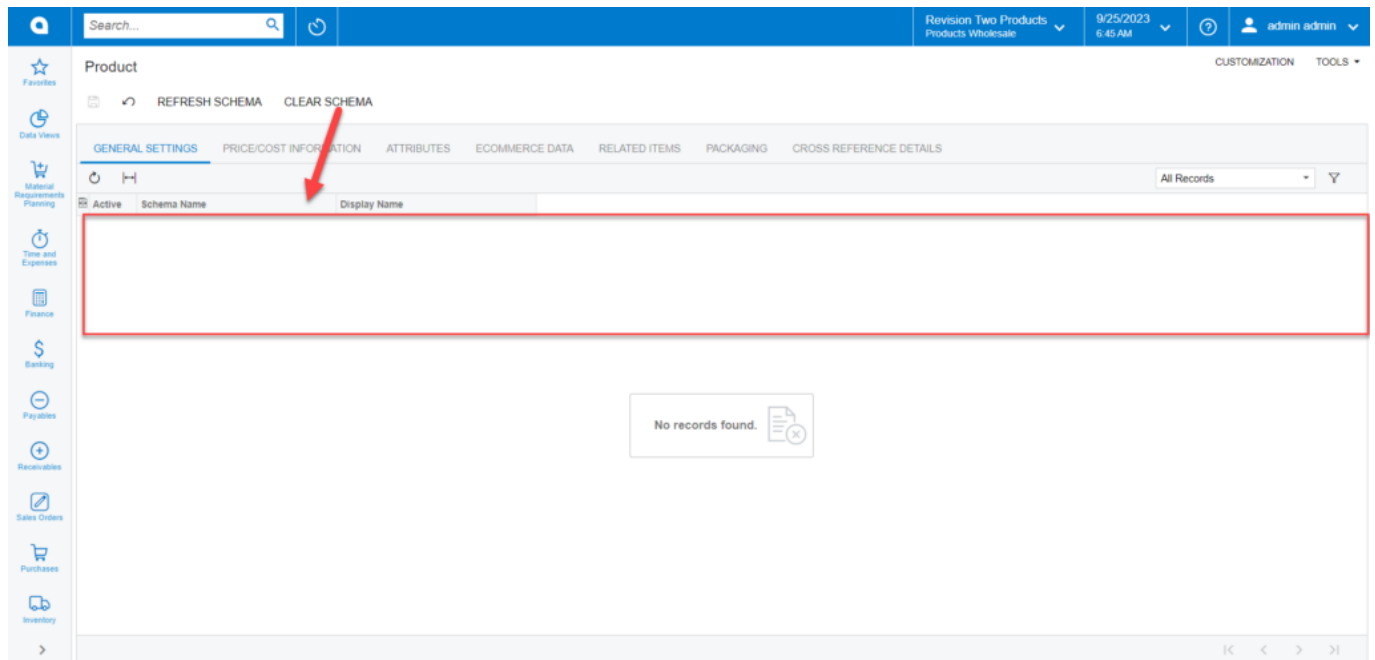 Search...
Revision Two Products
Products Wholesale
9/25/2023
6:45 AM
admin admin
Favorites
Data Views
Material
Requirements
Planning
Time and
Expenses
Finance
Banking
Payables
Receivables
Sales Orders
Purchases
Inventory
Product
CUSTOMIZATION TOOLS
REFRESH SCHEMA CLEAR SCHEMA
GENERAL SETTINGS PRICE/COST INFORMATION ATTRIBUTES ECOMMERCE DATA RELATED ITEMS PACKAGING CROSS REFERENCE DETAILS
All Records
Active Schema Name Display Name
No records found.